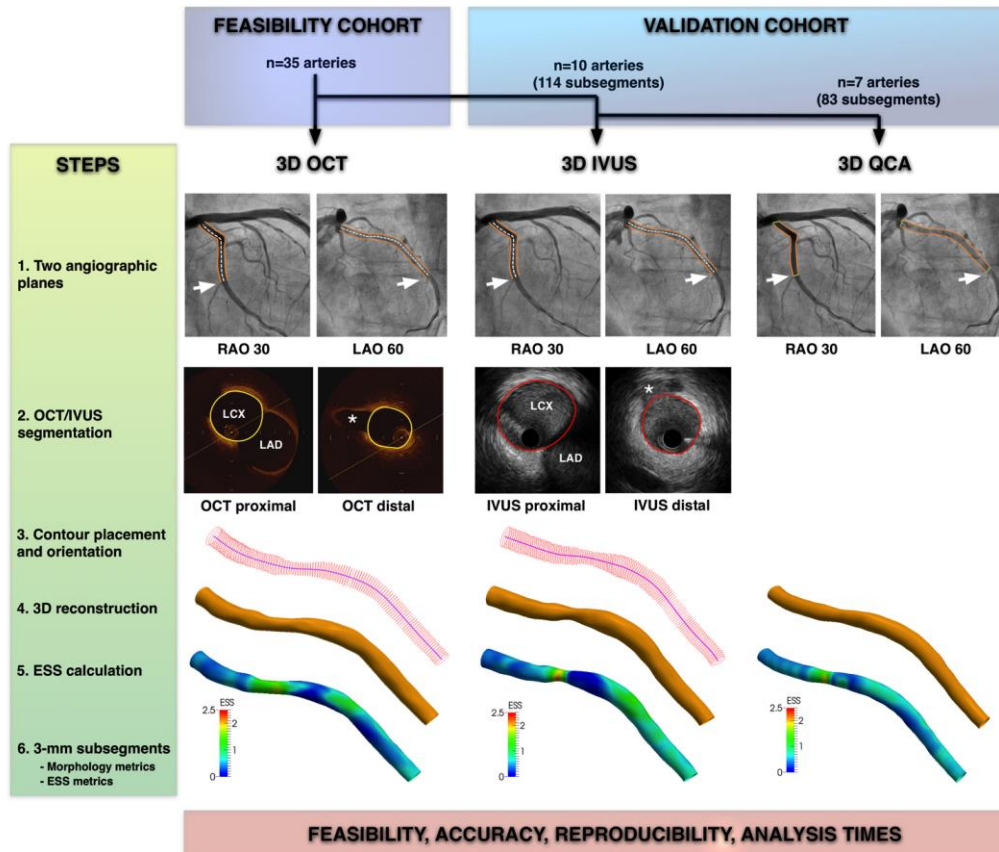 FEASIBILITY COHORT
VALIDATION COHORT
n=35 arteries
n=10 arteries
(114 subsegments)
n=7 arteries
(83 subsegments)
STEPS
3D OCT
3D IVUS
3D QCA
1. Two angiographic
planes
RAO 30
LAO 60
RAO 30
LAO 60
RAO 30
LAO 60
2. OCT/IVUS
segmentation
LCX
LAD
*
LCX
LAD
*
OCT proximal
OCT distal
IVUS proximal
IVUS distal
3. Contour placement
and orientation
4. 3D reconstruction
5. ESS calculation
ESS
2.5
2
1
0
ESS
2.5
2
1
0
ESS
2.5
2
1
0
6. 3-mm subsegments
- Morphology metrics
- ESS metrics
FEASIBILITY, ACCURACY, REPRODUCIBILITY, ANALYSIS TIMES